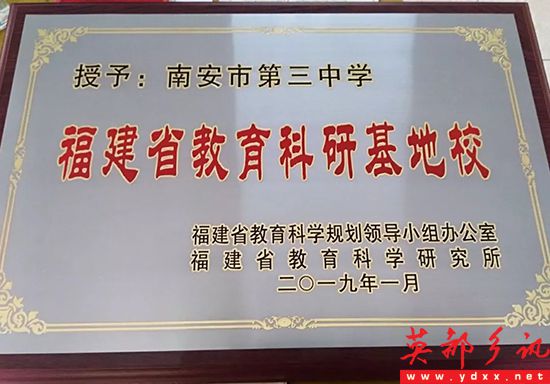 授予：南安市第三中学
福建省教育科研基地校
福建省教育科学规划领导小组办公室
福建省教育科学研究所
二〇一九年一月
英都乡讯
www.ydxx.net